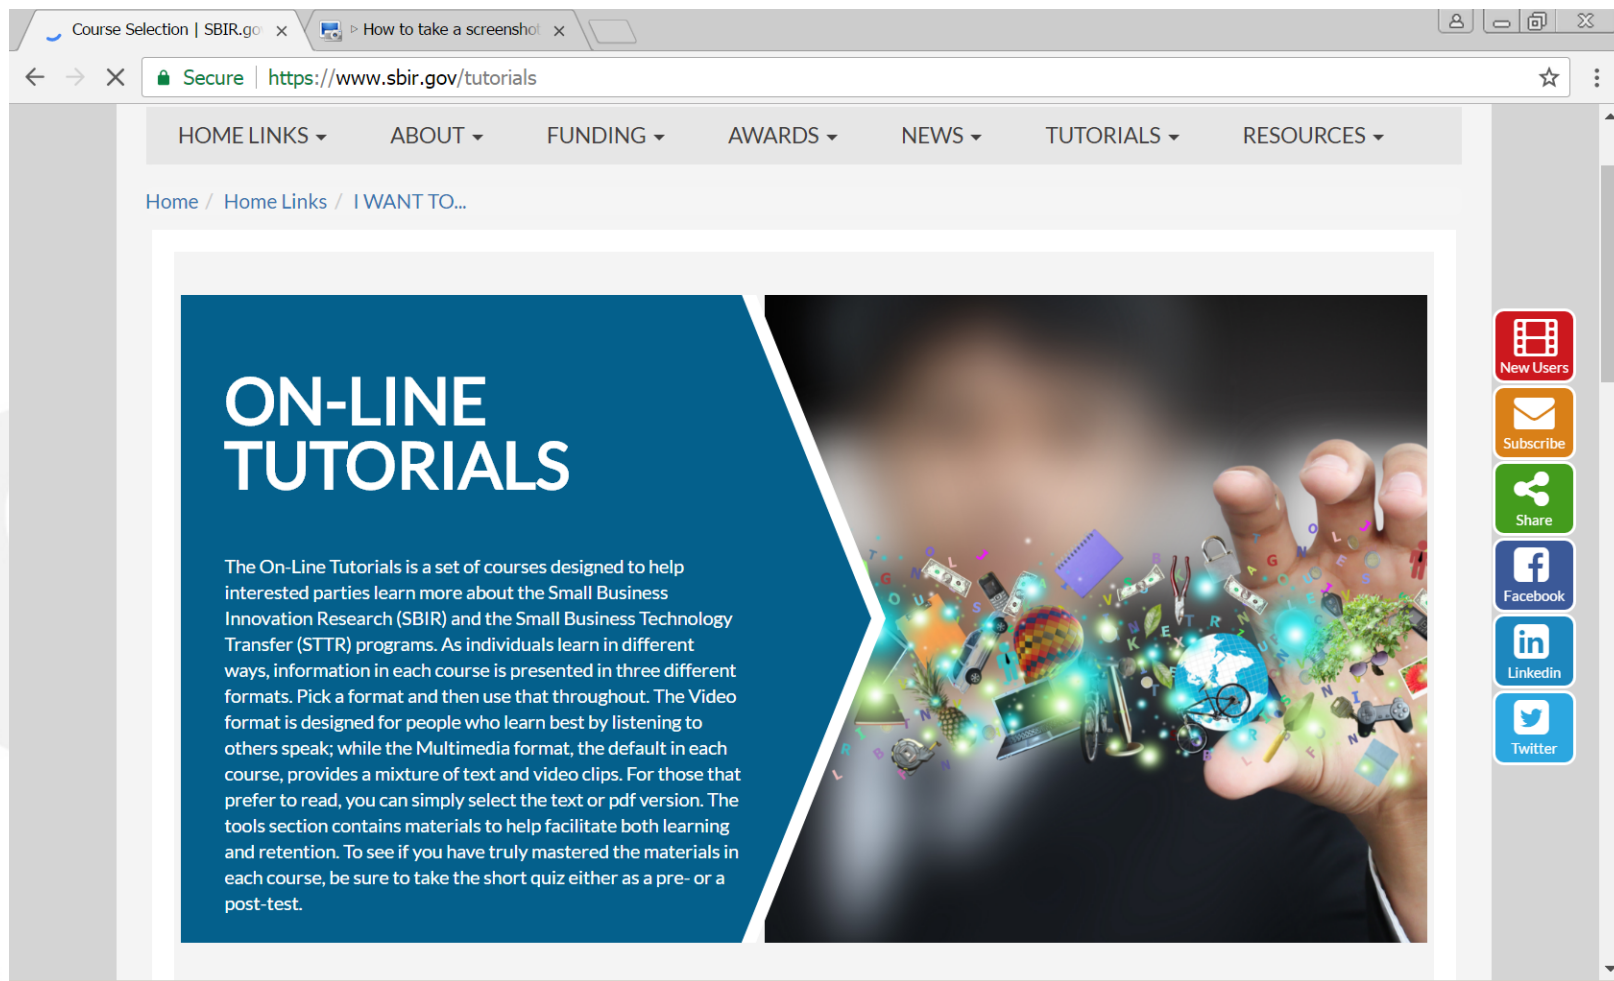 Course Selection | SBIR.go
How to take a screenshot
Secure https://www.sbir.gov/tutorials
HOME LINKS ABOUT FUNDING AWARDS NEWS TUTORIALS RESOURCES
Home / Home Links / I WANT TO...
ON-LINE
TUTORIALS
The On-Line Tutorials is a set of courses designed to help
interested parties learn more about the Small Business
Innovation Research (SBIR) and the Small Business Technology
Transfer (STTR) programs. As individuals learn in different
ways, information in each course is presented in three different
formats. Pick a format and then use that throughout. The Video
format is designed for people who learn best by listening to
others speak; while the Multimedia format, the default in each
course, provides a mixture of text and video clips. For those that
prefer to read, you can simply select the text or pdf version. The
tools section contains materials to help facilitate both learning
and retention. To see if you have truly mastered the materials in
each course, be sure to take the short quiz either as a pre- or a
post-test.
New Users
Subscribe
Share
Facebook
Linkedin
Twitter